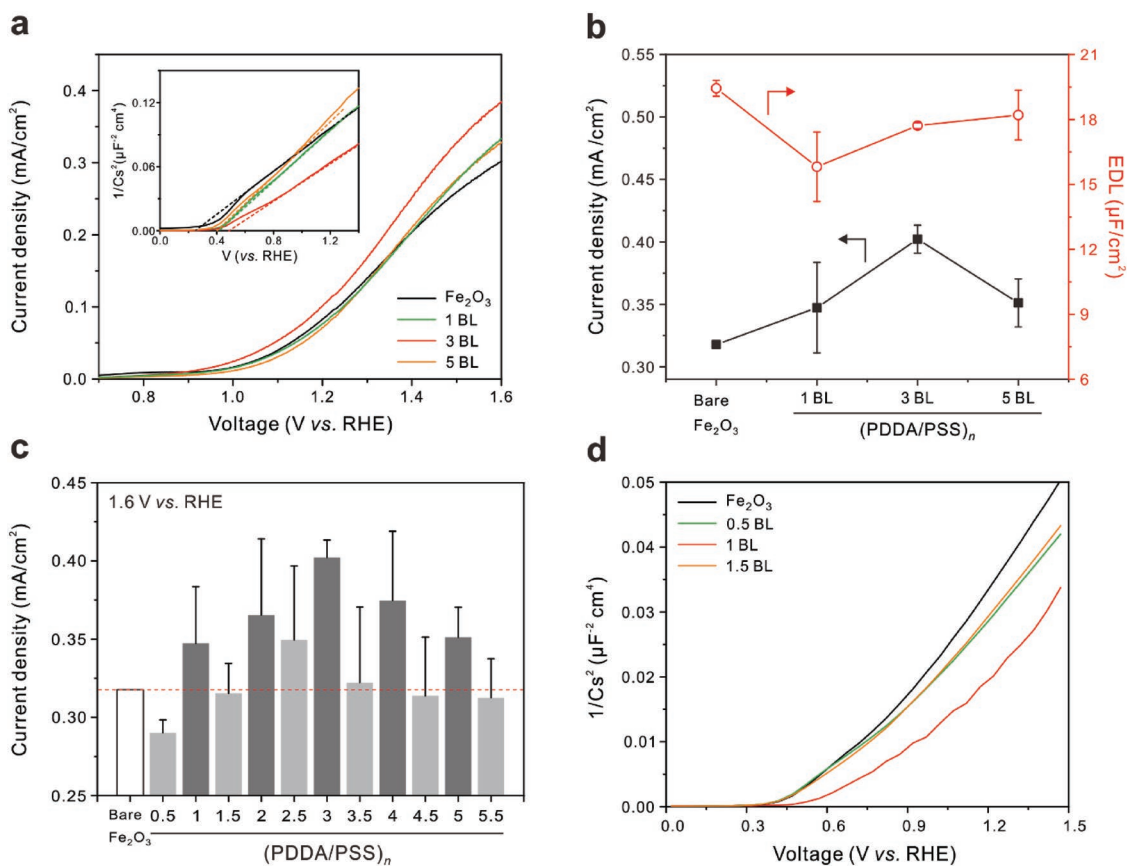 a
Current density (mA/cm²)
0.4
0.3
0.2
0.1
0.0
0.8
1.0
1.2
1.4
1.6
Voltage (V vs. RHE)
1/Cs² (µF⁻² cm⁴)
0.12
0.06
0.00
0.0
0.4
0.8
1.2
V (vs. RHE)
Fe₂O₃
1 BL
3 BL
5 BL
b
Current density (mA /cm²)
0.55
0.50
0.45
0.40
0.35
0.30
21
18
15
12
9
6
EDL (µF/cm²)
Bare
Fe₂O₃
1 BL
3 BL
5 BL
(PDDA/PSS)n
c
Current density (mA/cm²)
0.45
0.40
0.35
0.30
0.25
1.6 V vs. RHE
Bare 0.5 1 1.5 2 2.5 3 3.5 4 4.5 5 5.5
Fe₂O₃
(PDDA/PSS)n
d
1/Cs² (µF⁻² cm⁴)
0.05
0.04
0.03
0.02
0.01
0.00
Fe₂O₃
0.5 BL
1 BL
1.5 BL
0.0
0.3
0.6
0.9
1.2
1.5
Voltage (V vs. RHE)